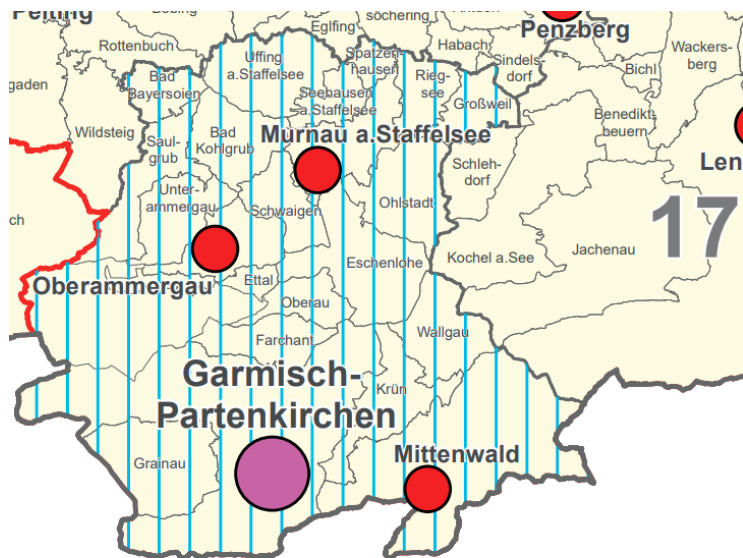 Peiting
Böbing
Eglfing
söchering
Antdorf
Penzberg
Rottenbuch
Uffing
a.Staffelsee
Spatzen-
hausen
Habach
Sindels-
dorf
Wackers-
berg
Bichl
Bad
Bayersoien
Rieg-
see
Seehausen
a.Staffelsee
Großweil
gaden
Wildsteig
Saul-
grub
Bad
Kohlgrub
Murnau a.Staffelsee
Benedikt-
beuern
Len
Schleh-
dorf
Unter-
ammergau
Schwaigen
Ohlstadt
17
ch
Jachenau
Kochel a.See
Eschenlohe
Ettal
Oberammergau
Oberau
Wallgau
Farchant
Garmisch-
Partenkirchen
Krün
Grainau
Mittenwald